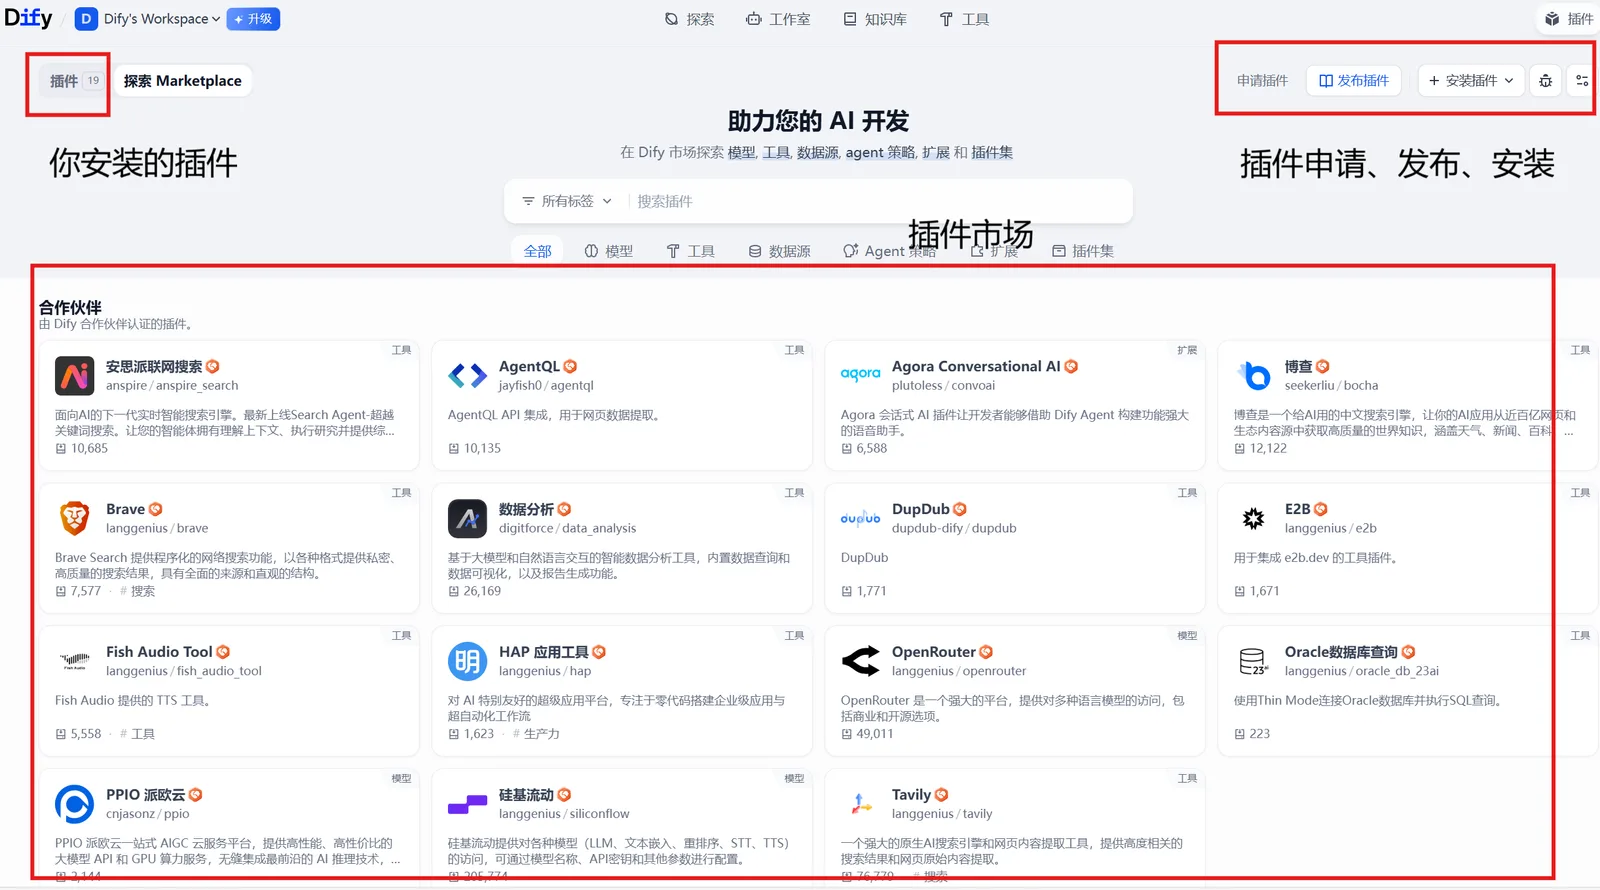 Dify / D Dify's Workspace 升级 探索 工作室 知识库 工具 插件
插件 19 探索 Marketplace 申请插件 发布插件 + 安装插件
助力您的 AI 开发
你安装的插件
在 Dify 市场探索 模型, 工具, 数据源, agent 策略, 扩展 和 插件集
插件申请、发布、安装
所有标签 搜索插件
插件市场
全部 模型 工具 数据源 Agent 策略 扩展 插件集
合作伙伴
由 Dify 合作伙伴认证的插件。
工具
安思派联网搜索
anspire / anspire_search
面向AI的下一代实时智能搜索引擎。最新上线Search Agent-超越
关键词搜索。让您的智能体拥有理解上下文、执行研究并提供综...
10,685
工具
AgentQL
jayfish0 / agentql
AgentQL API 集成，用于网页数据提取。
10,135
扩展
agora
Agora Conversational AI
plutoless / convoai
Agora 会话式 AI 插件让开发者能够借助 Dify Agent 构建功能强大
的语音助手。
6,588
工具
博查
seekerliu / bocha
博查是一个给AI用的中文搜索引擎，让你的AI应用从近百亿网页和
生态内容源中获取高质量的世界知识，涵盖天气、新闻、百科 ...
12,122
工具
Brave
langgenius / brave
Brave Search 提供程序化的网络搜索功能，以各种格式提供私密、
高质量的搜索结果，具有全面的来源和直观的结构。
7,577 · # 搜索
工具
数据分析
digitforce / data_analysis
基于大模型和自然语言交互的智能数据分析工具，内置数据查询和
数据可视化，以及报告生成功能。
26,169
工具
dupdub
DupDub
dupdub-dify / dupdub
DupDub
1,771
工具
E2B
langgenius / e2b
用于集成 e2b.dev 的工具插件。
1,671
工具
Fish Audio
Fish Audio Tool
langgenius / fish_audio_tool
Fish Audio 提供的 TTS 工具。
5,558 · # 工具
工具
明
HAP 应用工具
langgenius / hap
对 AI 特别友好的超级应用平台，专注于零代码搭建企业级应用与
超自动化工作流
1,623 · # 生产力
模型
OpenRouter
langgenius / openrouter
OpenRouter 是一个强大的平台，提供对多种语言模型的访问，包
括商业和开源选项。
49,011
工具
23ai
Oracle数据库查询
langgenius / oracle_db_23ai
使用Thin Mode连接Oracle数据库并执行SQL查询。
223
模型
PPIO 派欧云
cnjasonz / ppio
PPIO 派欧云一站式 AIGC 云服务平台，提供高性能、高性价比的
大模型 API 和 GPU 算力服务，无缝集成最前沿的 AI 推理技术，...
2,144
模型
硅基流动
langgenius / siliconflow
硅基流动提供对各种模型（LLM、文本嵌入、重排序、STT、TTS）
的访问，可通过模型名称、API密钥和其他参数进行配置。
205,774
工具
Tavily
langgenius / tavily
一个强大的原生AI搜索引擎和网页内容提取工具，提供高度相关的
搜索结果和网页原始内容提取。
76,770 · # 搜索